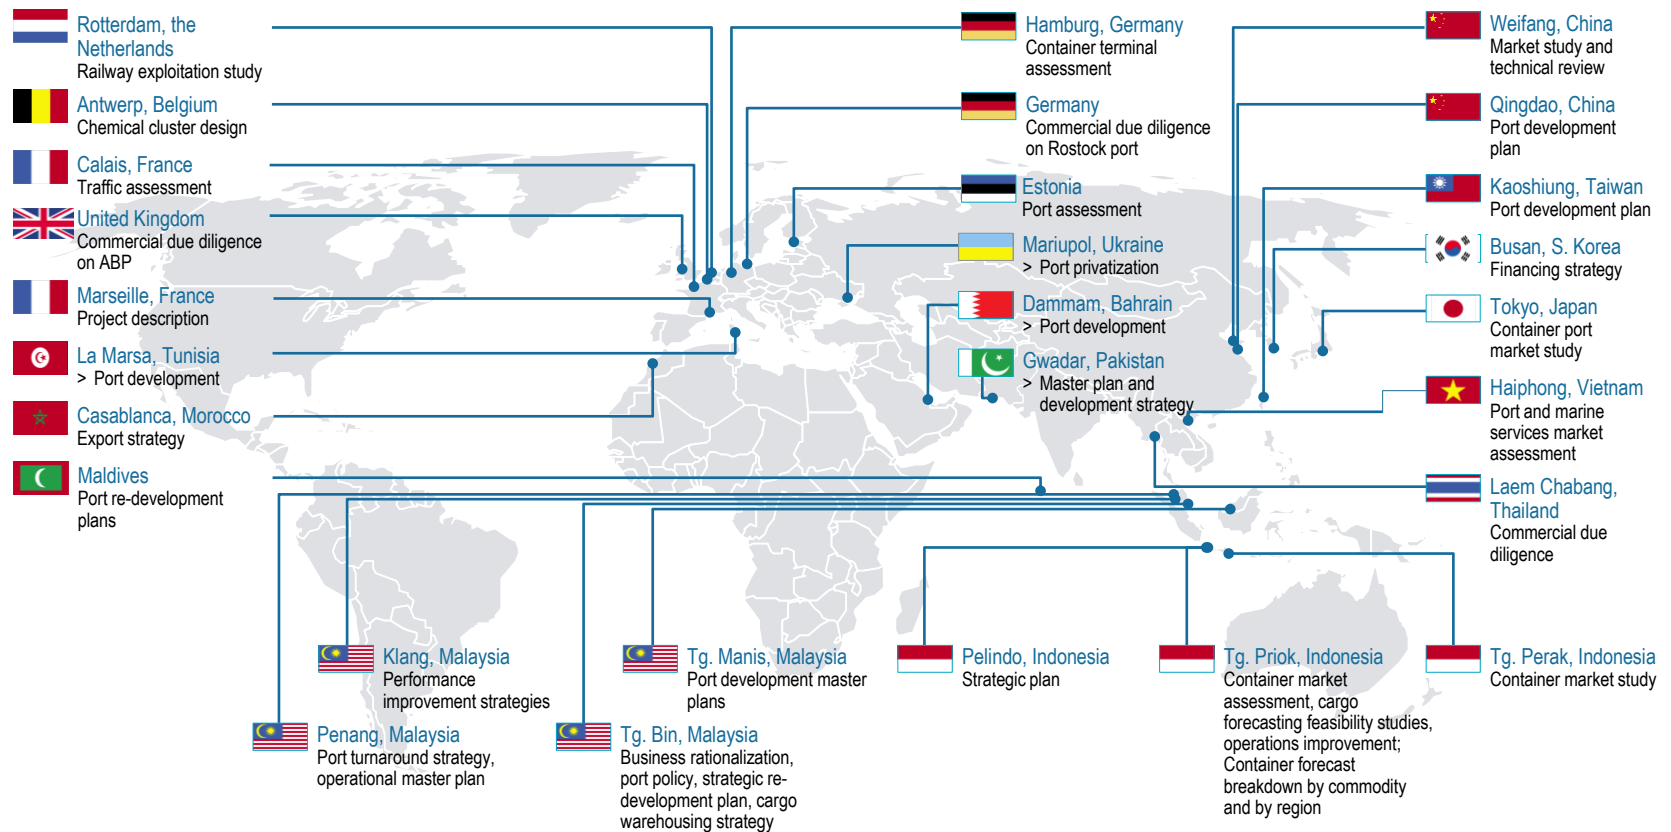 Rotterdam, the
Netherlands
Railway exploitation study
Antwerp, Belgium
Chemical cluster design
Calais, France
Traffic assessment
United Kingdom
Commercial due diligence
on ABP
Marseille, France
Project description
La Marsa, Tunisia
> Port development
Casablanca, Morocco
Export strategy
Maldives
Port re-development
plans
Hamburg, Germany
Container terminal
assessment
Germany
Commercial due diligence
on Rostock port
Estonia
Port assessment
Mariupol, Ukraine
> Port privatization
Dammam, Bahrain
> Port development
Gwadar, Pakistan
> Master plan and
development strategy
Weifang, China
Market study and
technical review
Qingdao, China
Port development
plan
Kaoshiung, Taiwan
Port development plan
Busan, S. Korea
Financing strategy
Tokyo, Japan
Container port
market study
Haiphong, Vietnam
Port and marine
services market
assessment
Laem Chabang,
Thailand
Commercial due
diligence
Klang, Malaysia
Performance
improvement strategies
Penang, Malaysia
Port turnaround strategy,
operational master plan
Tg. Manis, Malaysia
Port development master
plans
Tg. Bin, Malaysia
Business rationalization,
port policy, strategic re-
development plan, cargo
warehousing strategy
Pelindo, Indonesia
Strategic plan
Tg. Priok, Indonesia
Container market
assessment, cargo
forecasting feasibility studies,
operations improvement;
Container forecast
breakdown by commodity
and by region
Tg. Perak, Indonesia
Container market study